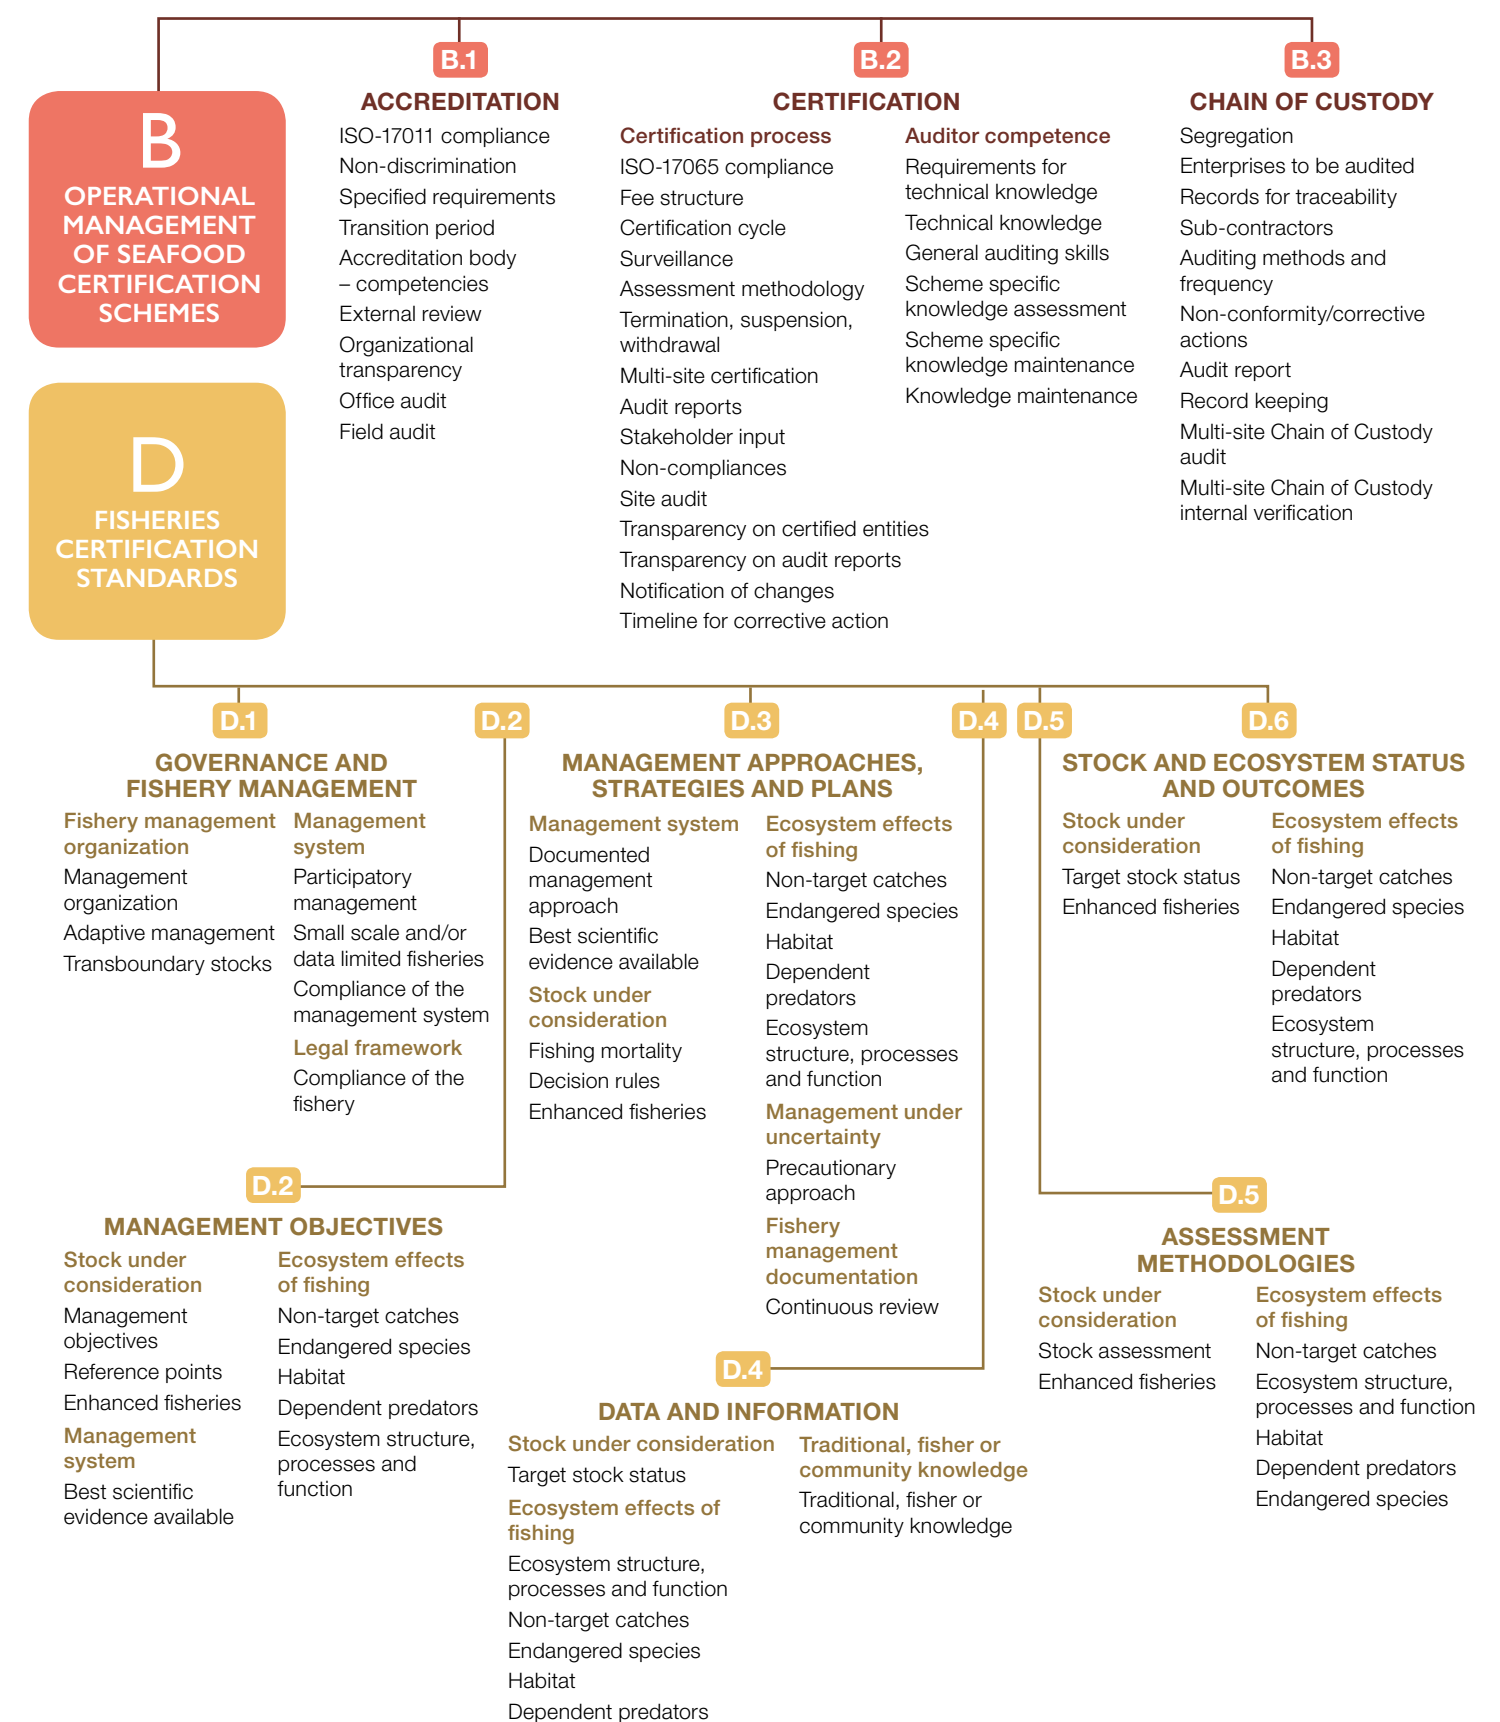 B
OPERATIONAL
MANAGEMENT
OF SEAFOOD
CERTIFICATION
SCHEMES
B.1
ACCREDITATION
ISO-17011 compliance
Non-discrimination
Specified requirements
Transition period
Accreditation body
– competencies
External review
Organizational
transparency
Office audit
Field audit
B.2
CERTIFICATION
Certification process
ISO-17065 compliance
Fee structure
Certification cycle
Surveillance
Assessment methodology
Termination, suspension,
withdrawal
Multi-site certification
Audit reports
Stakeholder input
Non-compliances
Site audit
Transparency on certified entities
Transparency on audit reports
Notification of changes
Timeline for corrective action
Auditor competence
Requirements for
technical knowledge
Technical knowledge
General auditing skills
Scheme specific
knowledge assessment
Scheme specific
knowledge maintenance
Knowledge maintenance
B.3
CHAIN OF CUSTODY
Segregation
Enterprises to be audited
Records for traceability
Sub-contractors
Auditing methods and
frequency
Non-conformity/corrective
actions
Audit report
Record keeping
Multi-site Chain of Custody
audit
Multi-site Chain of Custody
internal verification
D
FISHERIES
CERTIFICATION
STANDARDS
D.1
GOVERNANCE AND
FISHERY MANAGEMENT
Fishery management
organization
Management
organization
Adaptive management
Transboundary stocks
Management
system
Participatory
management
Small scale and/or
data limited fisheries
Compliance of the
management system
Legal framework
Compliance of the
fishery
D.2
D.2
MANAGEMENT OBJECTIVES
Stock under
consideration
Management
objectives
Reference points
Enhanced fisheries
Management
system
Best scientific
evidence available
Ecosystem effects
of fishing
Non-target catches
Endangered species
Habitat
Dependent predators
Ecosystem structure,
processes and
function
D.3
MANAGEMENT APPROACHES,
STRATEGIES AND PLANS
Management system
Documented
management
approach
Best scientific
evidence available
Stock under
consideration
Fishing mortality
Decision rules
Enhanced fisheries
Ecosystem effects
of fishing
Non-target catches
Endangered species
Habitat
Dependent
predators
Ecosystem
structure, processes
and function
Management under
uncertainty
Precautionary
approach
Fishery
management
documentation
Continuous review
D.4
D.4
DATA AND INFORMATION
Stock under consideration
Target stock status
Ecosystem effects of
fishing
Ecosystem structure,
processes and function
Non-target catches
Endangered species
Habitat
Dependent predators
Traditional, fisher or
community knowledge
Traditional, fisher or
community knowledge
D.5
D.5
ASSESSMENT
METHODOLOGIES
Stock under
consideration
Stock assessment
Enhanced fisheries
Ecosystem effects
of fishing
Non-target catches
Ecosystem structure,
processes and function
Habitat
Dependent predators
Endangered species
D.6
STOCK AND ECOSYSTEM STATUS
AND OUTCOMES
Stock under
consideration
Target stock status
Enhanced fisheries
Ecosystem effects
of fishing
Non-target catches
Endangered species
Habitat
Dependent
predators
Ecosystem
structure, processes
and function